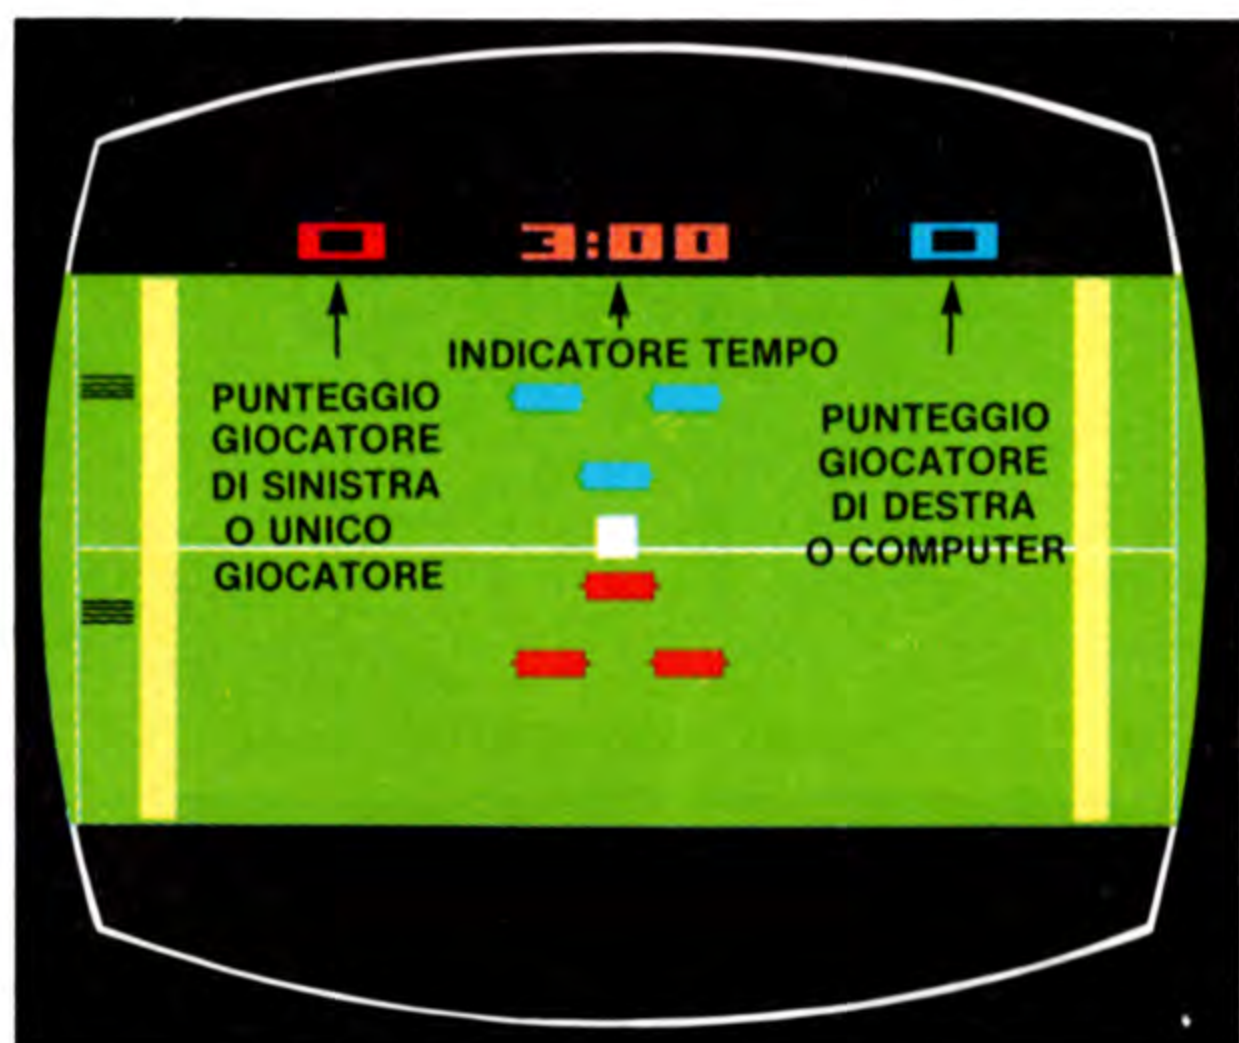 0 3:00 0
INDICATORE TEMPO
PUNTEGGIO
GIOCATORE
DI SINISTRA
O UNICO
GIOCATORE
PUNTEGGIO
GIOCATORE
DI DESTRA
O COMPUTER